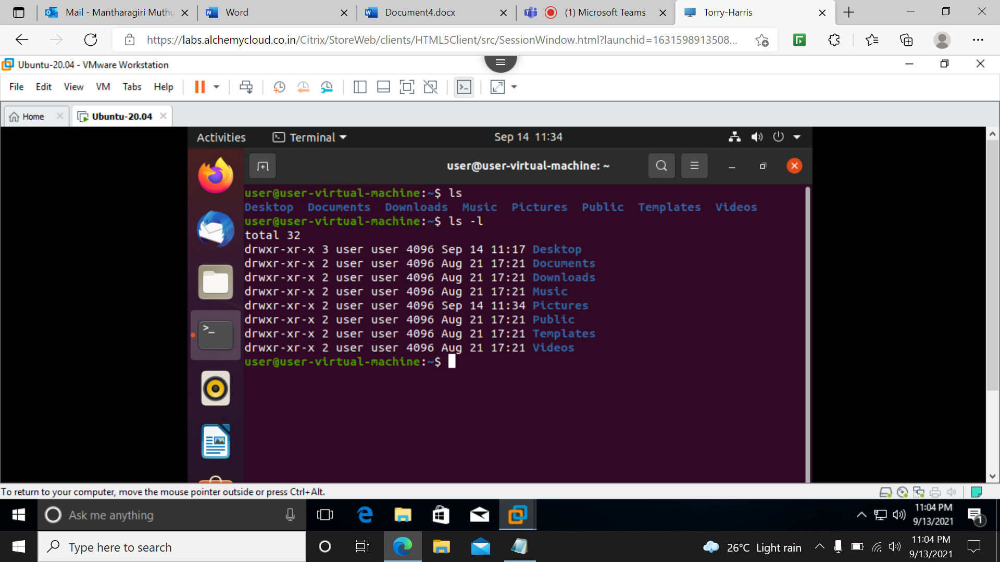 Mail - Mantharagiri Muthu
Word
Document4.docx
(1) Microsoft Teams
Torry-Harris
https://labs.alchemycloud.co.in/Citrix/StoreWeb/clients/HTML5Client/src/SessionWindow.html?launchid=1631598913508...
Ubuntu-20.04 - VMware Workstation
File Edit View VM Tabs Help
Home
Ubuntu-20.04
Activities
Terminal
Sep 14 11:34
user@user-virtual-machine: ~
user@user-virtual-machine:~$ ls
Desktop Documents Downloads Music Pictures Public Templates Videos
user@user-virtual-machine:~$ ls -l
total 32
drwxr-xr-x 3 user user 4096 Sep 14 11:17 Desktop
drwxr-xr-x 2 user user 4096 Aug 21 17:21 Documents
drwxr-xr-x 2 user user 4096 Aug 21 17:21 Downloads
drwxr-xr-x 2 user user 4096 Aug 21 17:21 Music
drwxr-xr-x 2 user user 4096 Sep 14 11:34 Pictures
drwxr-xr-x 2 user user 4096 Aug 21 17:21 Public
drwxr-xr-x 2 user user 4096 Aug 21 17:21 Templates
drwxr-xr-x 2 user user 4096 Aug 21 17:21 Videos
user@user-virtual-machine:~$
To return to your computer, move the mouse pointer outside or press Ctrl+Alt.
Ask me anything
11:04 PM
9/13/2021
1
Type here to search
26°C Light rain
11:04 PM
9/13/2021